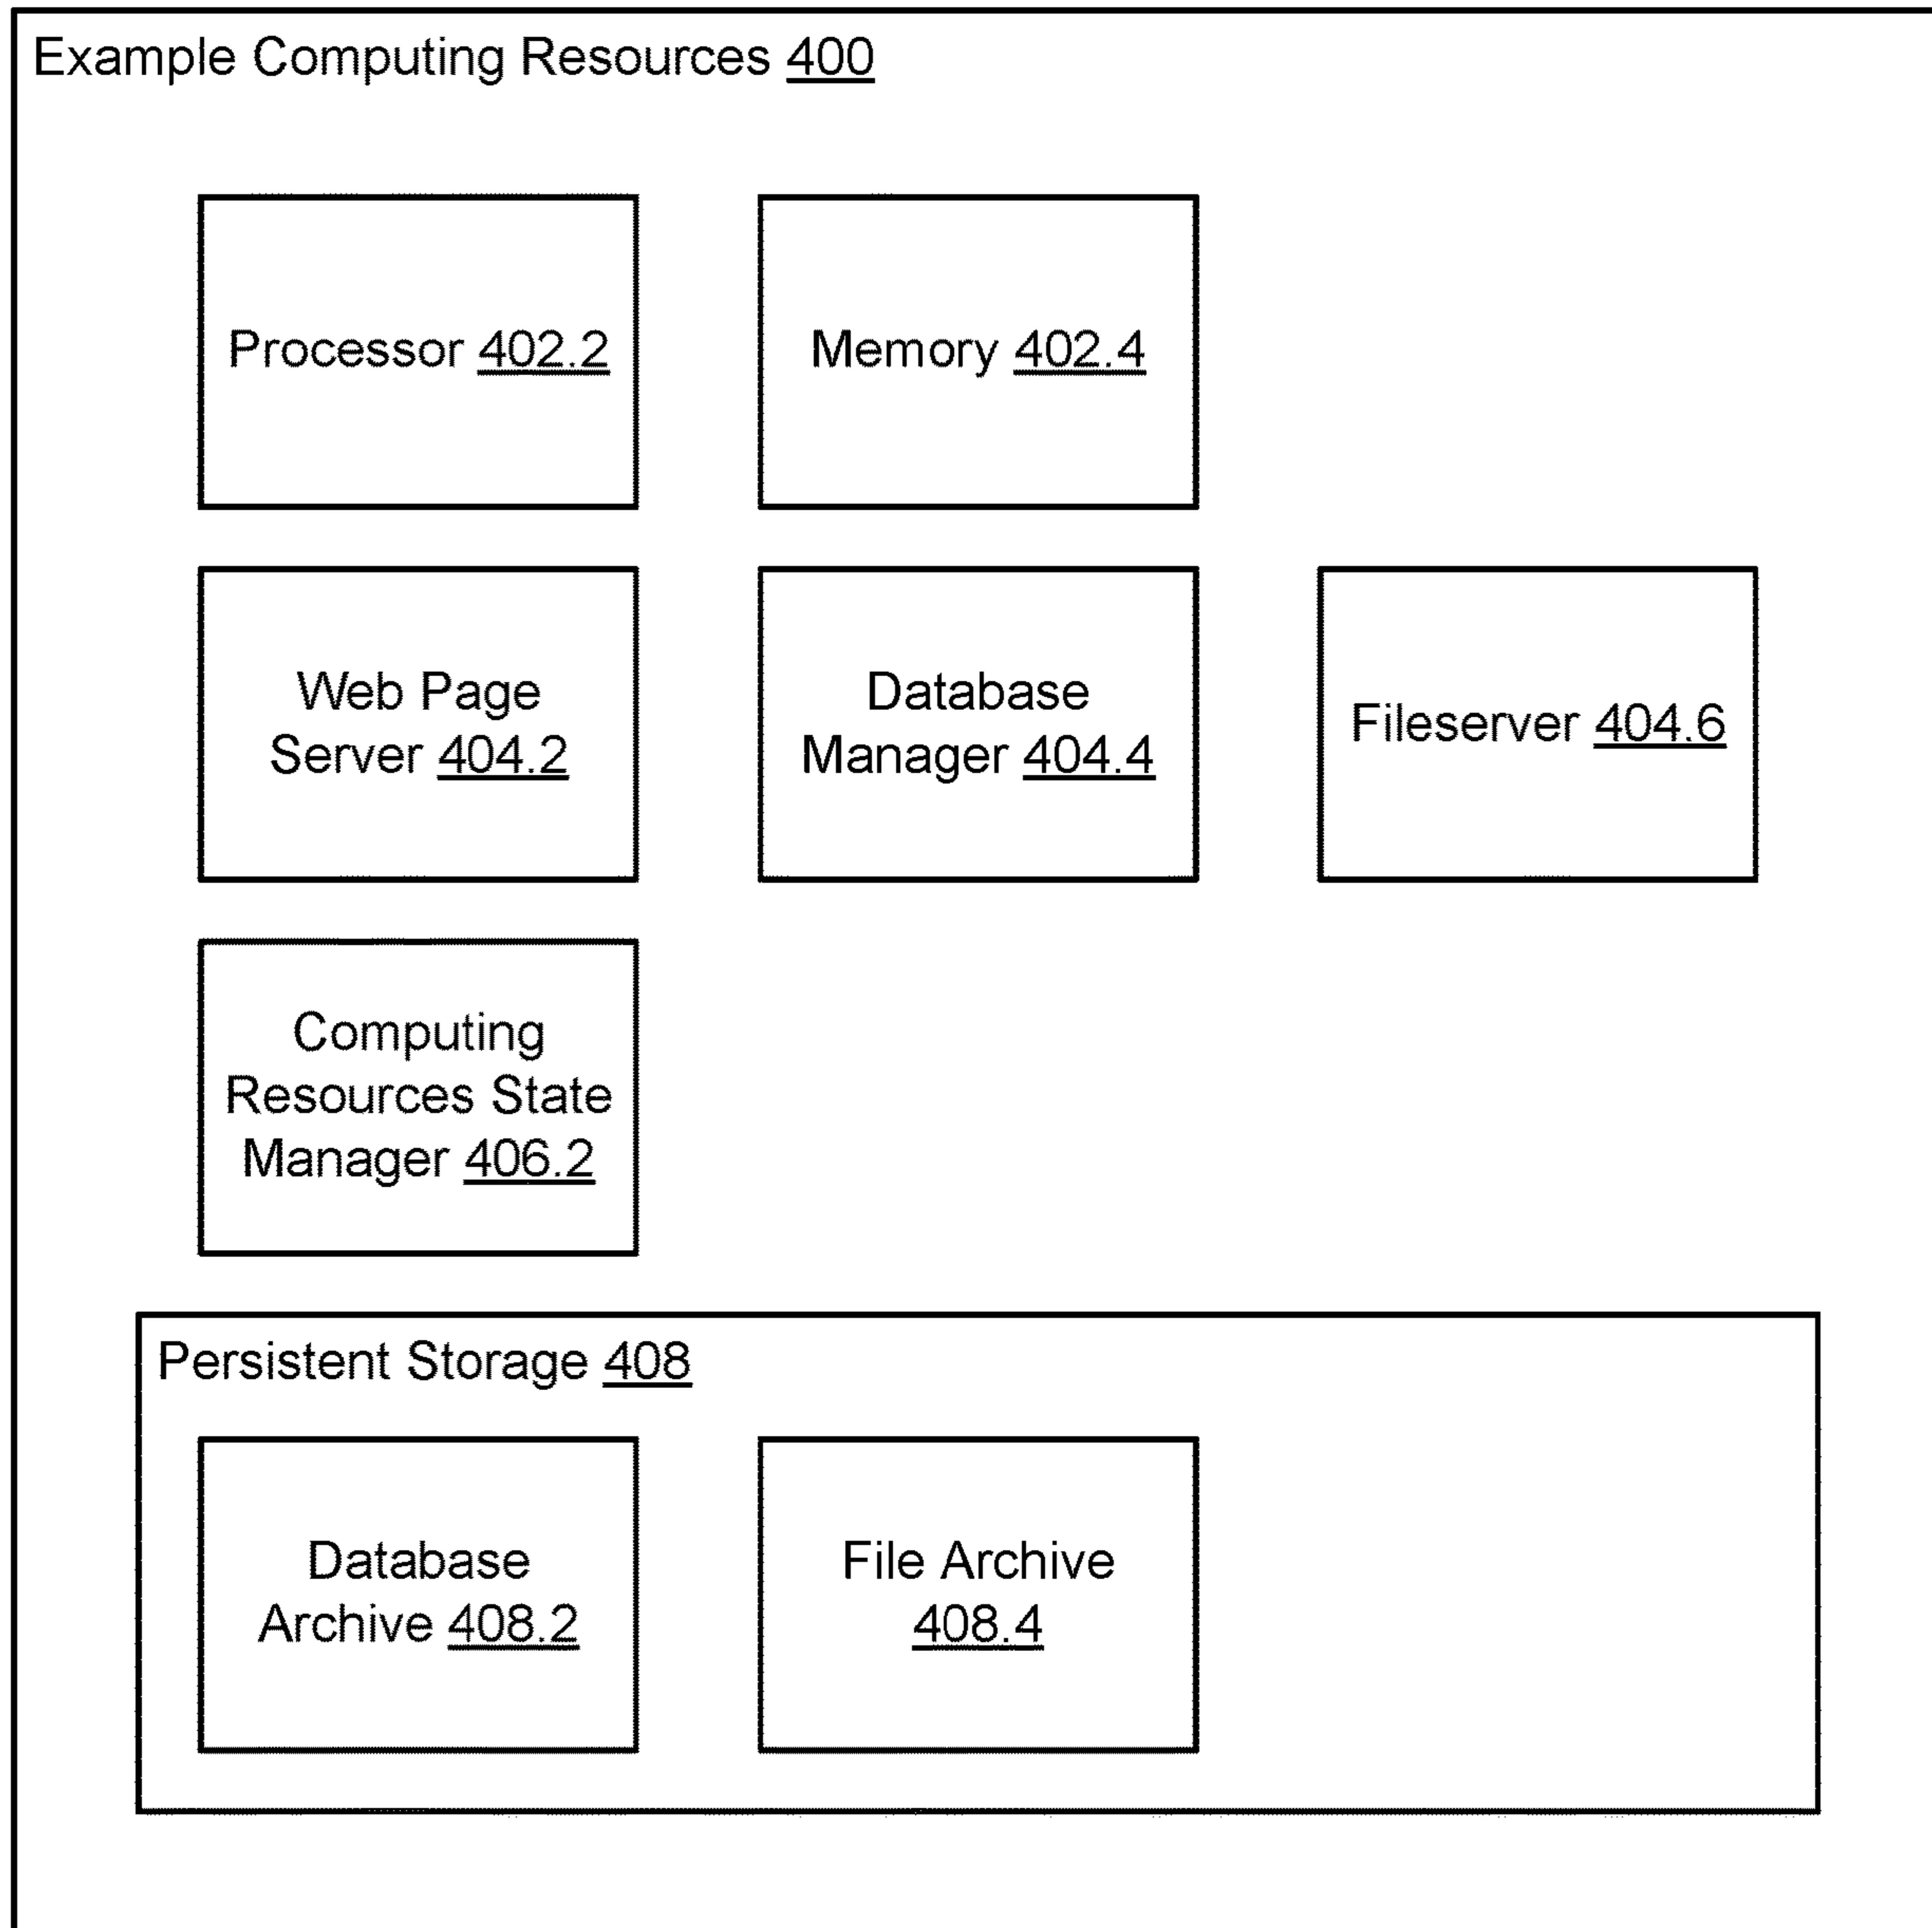 Example Computing Resources 400
Processor 402.2
Memory 402.4
Web Page
Server 404.2
Database
Manager 404.4
Fileserver 404.6
Computing
Resources State
Manager 406.2
Persistent Storage 408
Database
Archive 408.2
File Archive
408.4